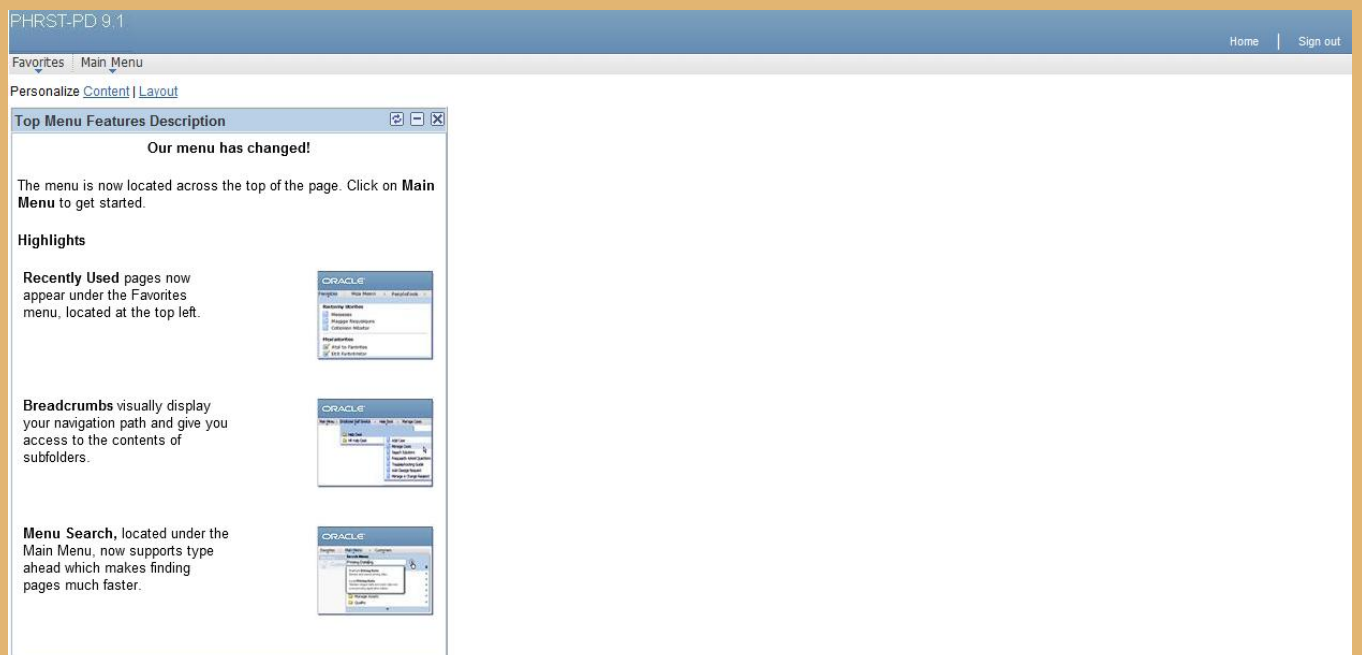 PHRST-PD 9.1
Home | Sign out
Favorites Main Menu
Personalize Content | Layout
Top Menu Features Description
Our menu has changed!
The menu is now located across the top of the page. Click on Main
Menu to get started.
Highlights
Recently Used pages now
appear under the Favorites
menu, located at the top left.
ORACLE
Favorites Main Menu
Breadcrumbs visually display
your navigation path and give you
access to the contents of
subfolders.
ORACLE
Menu Search, located under the
Main Menu, now supports type
ahead which makes finding
pages much faster.
ORACLE